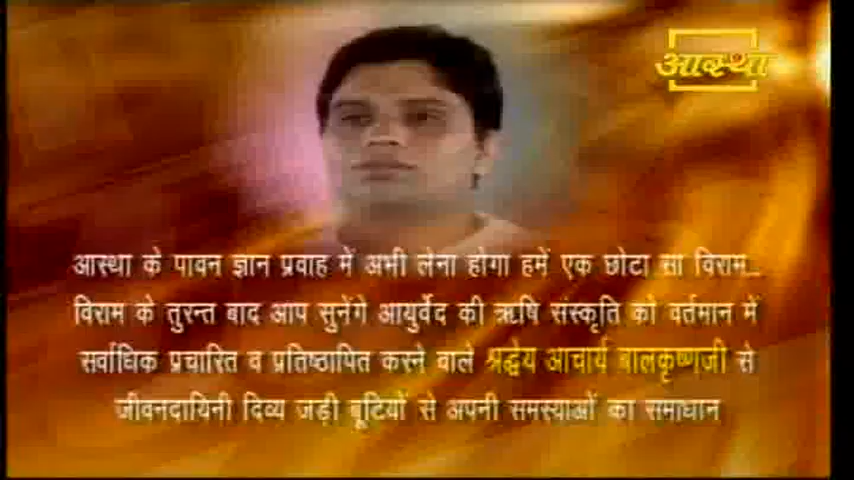 आस्था
आस्था के पावन ज्ञान प्रवाह में अभी लेना होगा हमें एक छोटा सा विराम...
विराम के तुरन्त बाद आप सुनेंगे आयुर्वेद की ऋषि संस्कृति को वर्तमान में
सर्वाधिक प्रचारित व प्रतिष्ठापित करने वाले श्रद्धेय आचार्य बालकृष्णजी से
जीवनदायिनी दिव्य जड़ी बूटियों से अपनी समस्याओं का समाधान